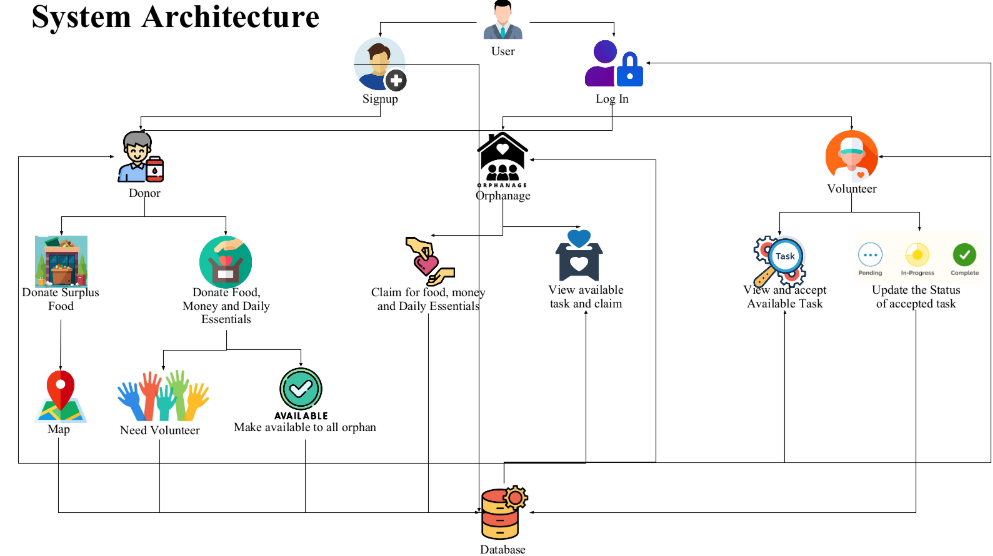 System Architecture
User
Signup
Log In
Donor
ORPHANAGE
Orphanage
Volunteer
Task
Pending
In-Progress
Complete
Donate Surplus
Food
Donate Food,
Money and Daily
Essentials
Claim for food, money
and Daily Essentials
View available
task and claim
View and accept
Available Task
Update the Status
of accepted task
Map
Need Volunteer
AVAILABLE
Make available to all orphan
Database